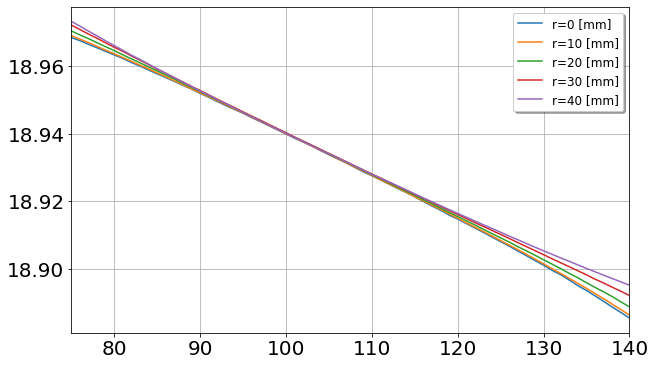 r=0 [mm]
r=10 [mm]
r=20 [mm]
r=30 [mm]
r=40 [mm]
18.96
18.94
18.92
18.90
80 90 100 110 120 130 140